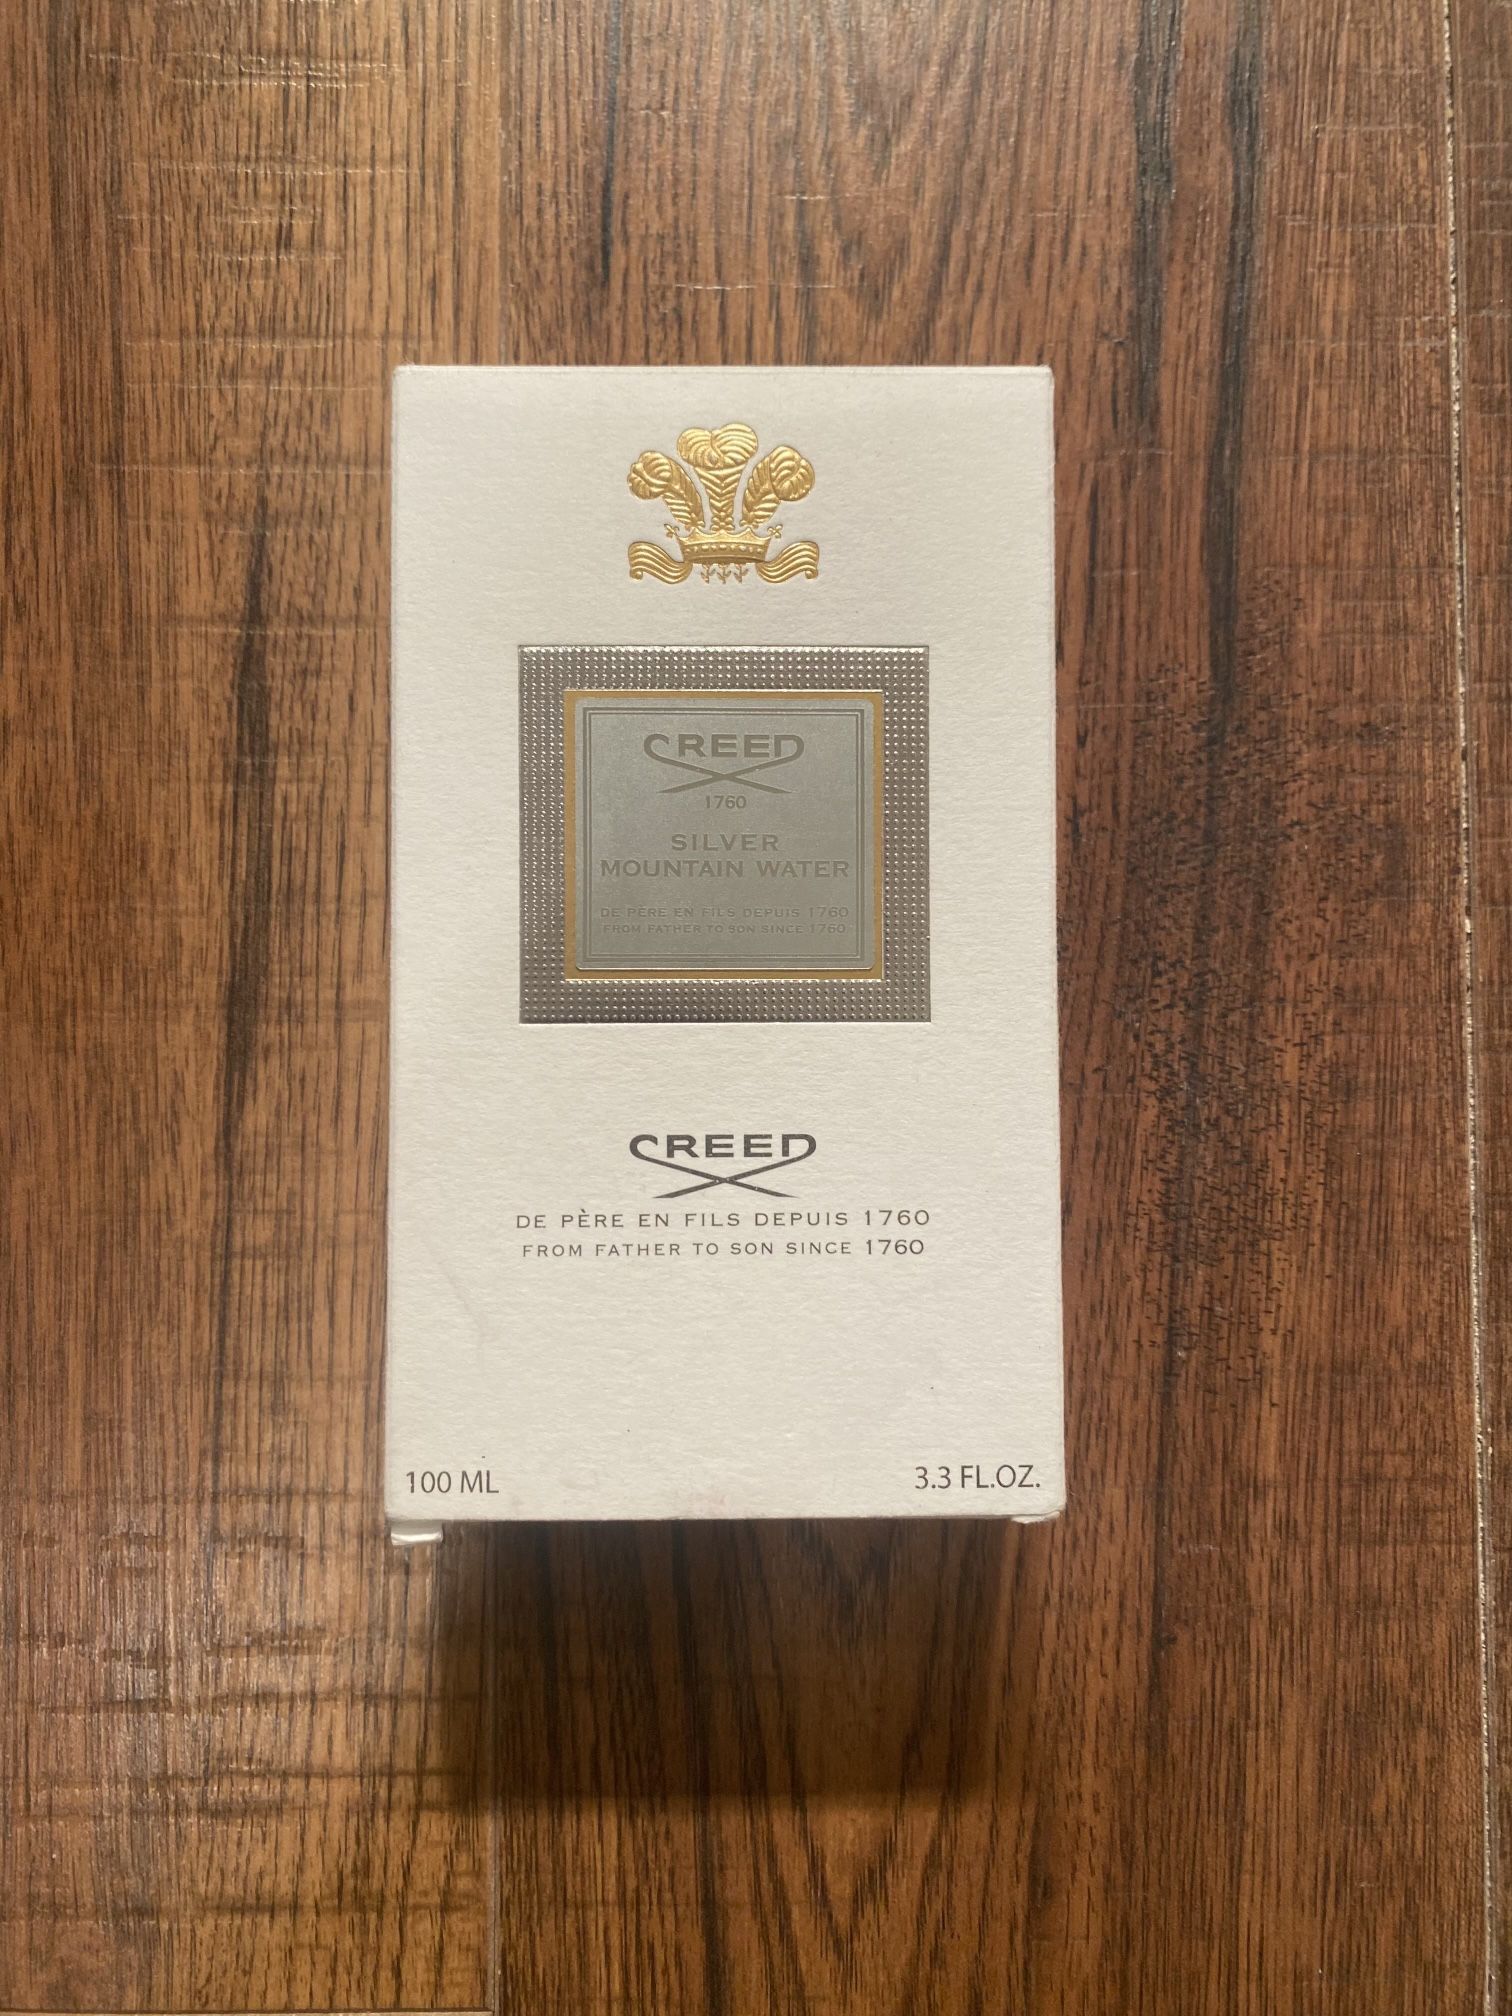 CREED
1760
SILVER
MOUNTAIN WATER
DE PÈRE EN FILS DEPUIS 1760
FROM FATHER TO SON SINCE 1760
CREED
DE PÈRE EN FILS DEPUIS 1760
FROM FATHER TO SON SINCE 1760
100 ML
3.3 FL.OZ.